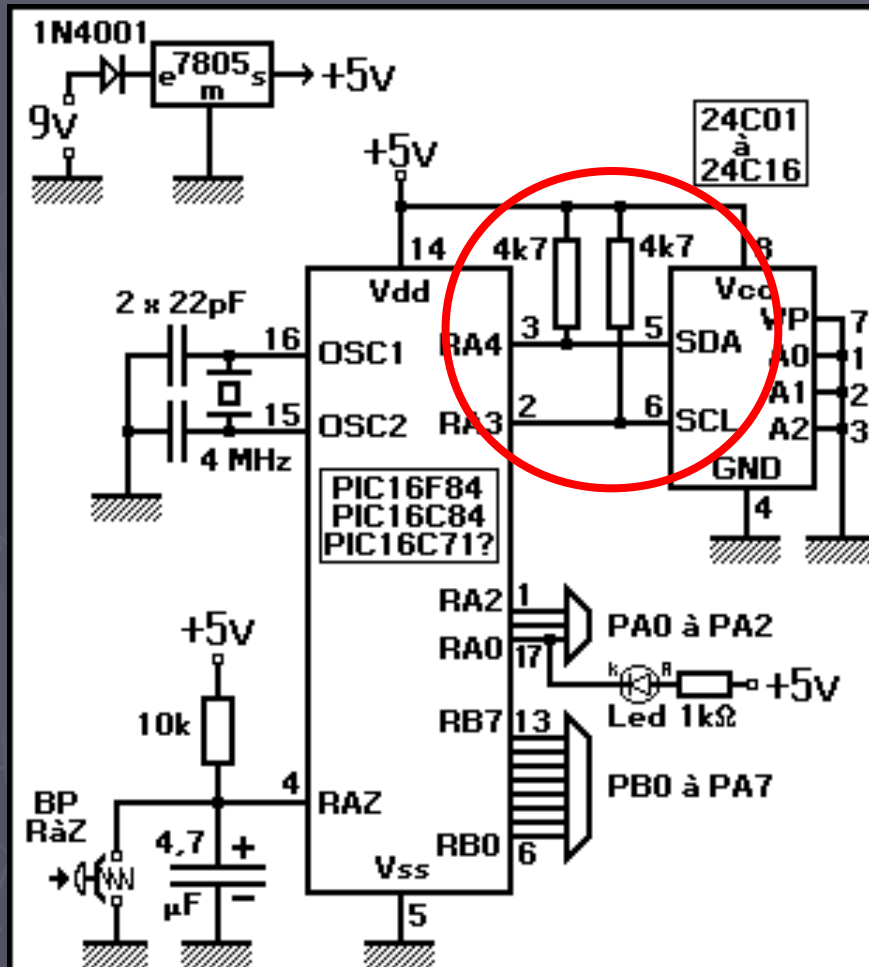 1N4001
e 7805 s
m
+5v
9v
+5v
24C01
à
24C16
14
4k7
4k7
8
Vdd
Vcc
2 x 22pF
16
OSC1
RA4
3
5
SDA
WP
7
A0
1
15
OSC2
RA3
2
6
SCL
A1
2
A2
3
4 MHz
GND
4
PIC16F84
PIC16C84
PIC16C71?
RA2
1
PA0 à PA2
RA0
17
+5v
k
A
+5v
Led 1kΩ
10k
RB7
13
PB0 à PA7
4
RAZ
BP
RàZ
4,7
+
µF
−
RB0
6
Vss
5